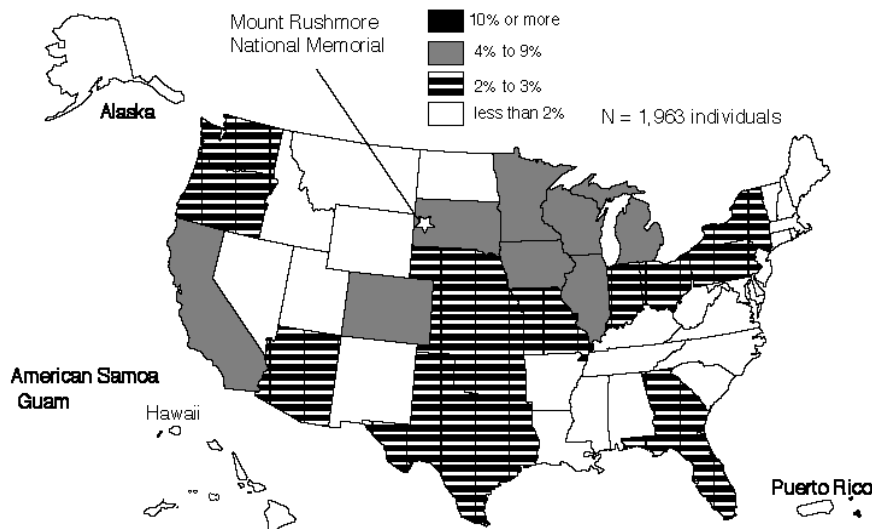 Mount Rushmore
National Memorial
10% or more
4% to 9%
2% to 3%
less than 2%
N = 1,963 individuals
Alaska
American Samoa
Guam
Hawaii
Puerto Rico